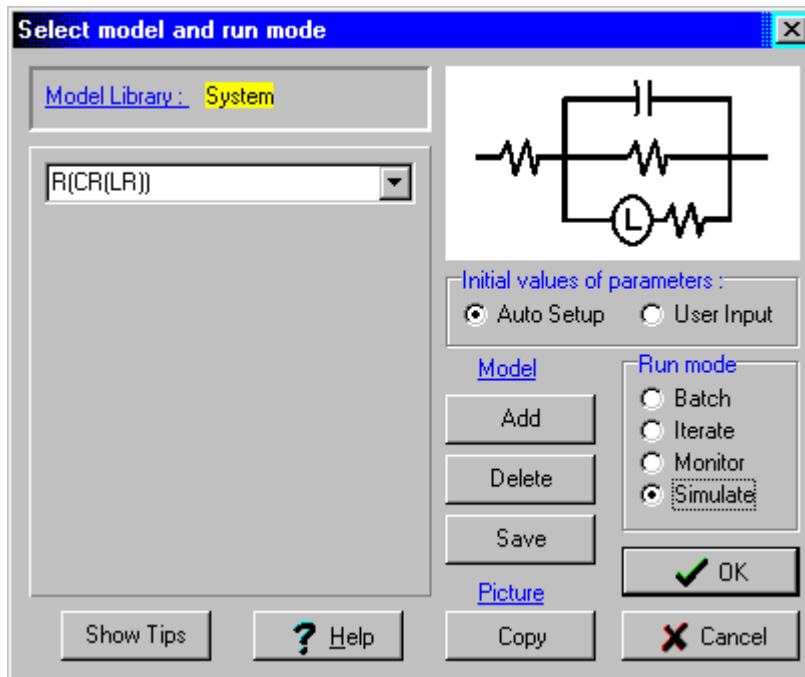 Select model and run mode
Model Library : System
R(CR(LR))
L
Initial values of parameters :
Auto Setup User Input
Model
Add
Delete
Save
Run mode
Batch
Iterate
Monitor
Simulate
OK
Picture
Show Tips ? Help Copy Cancel